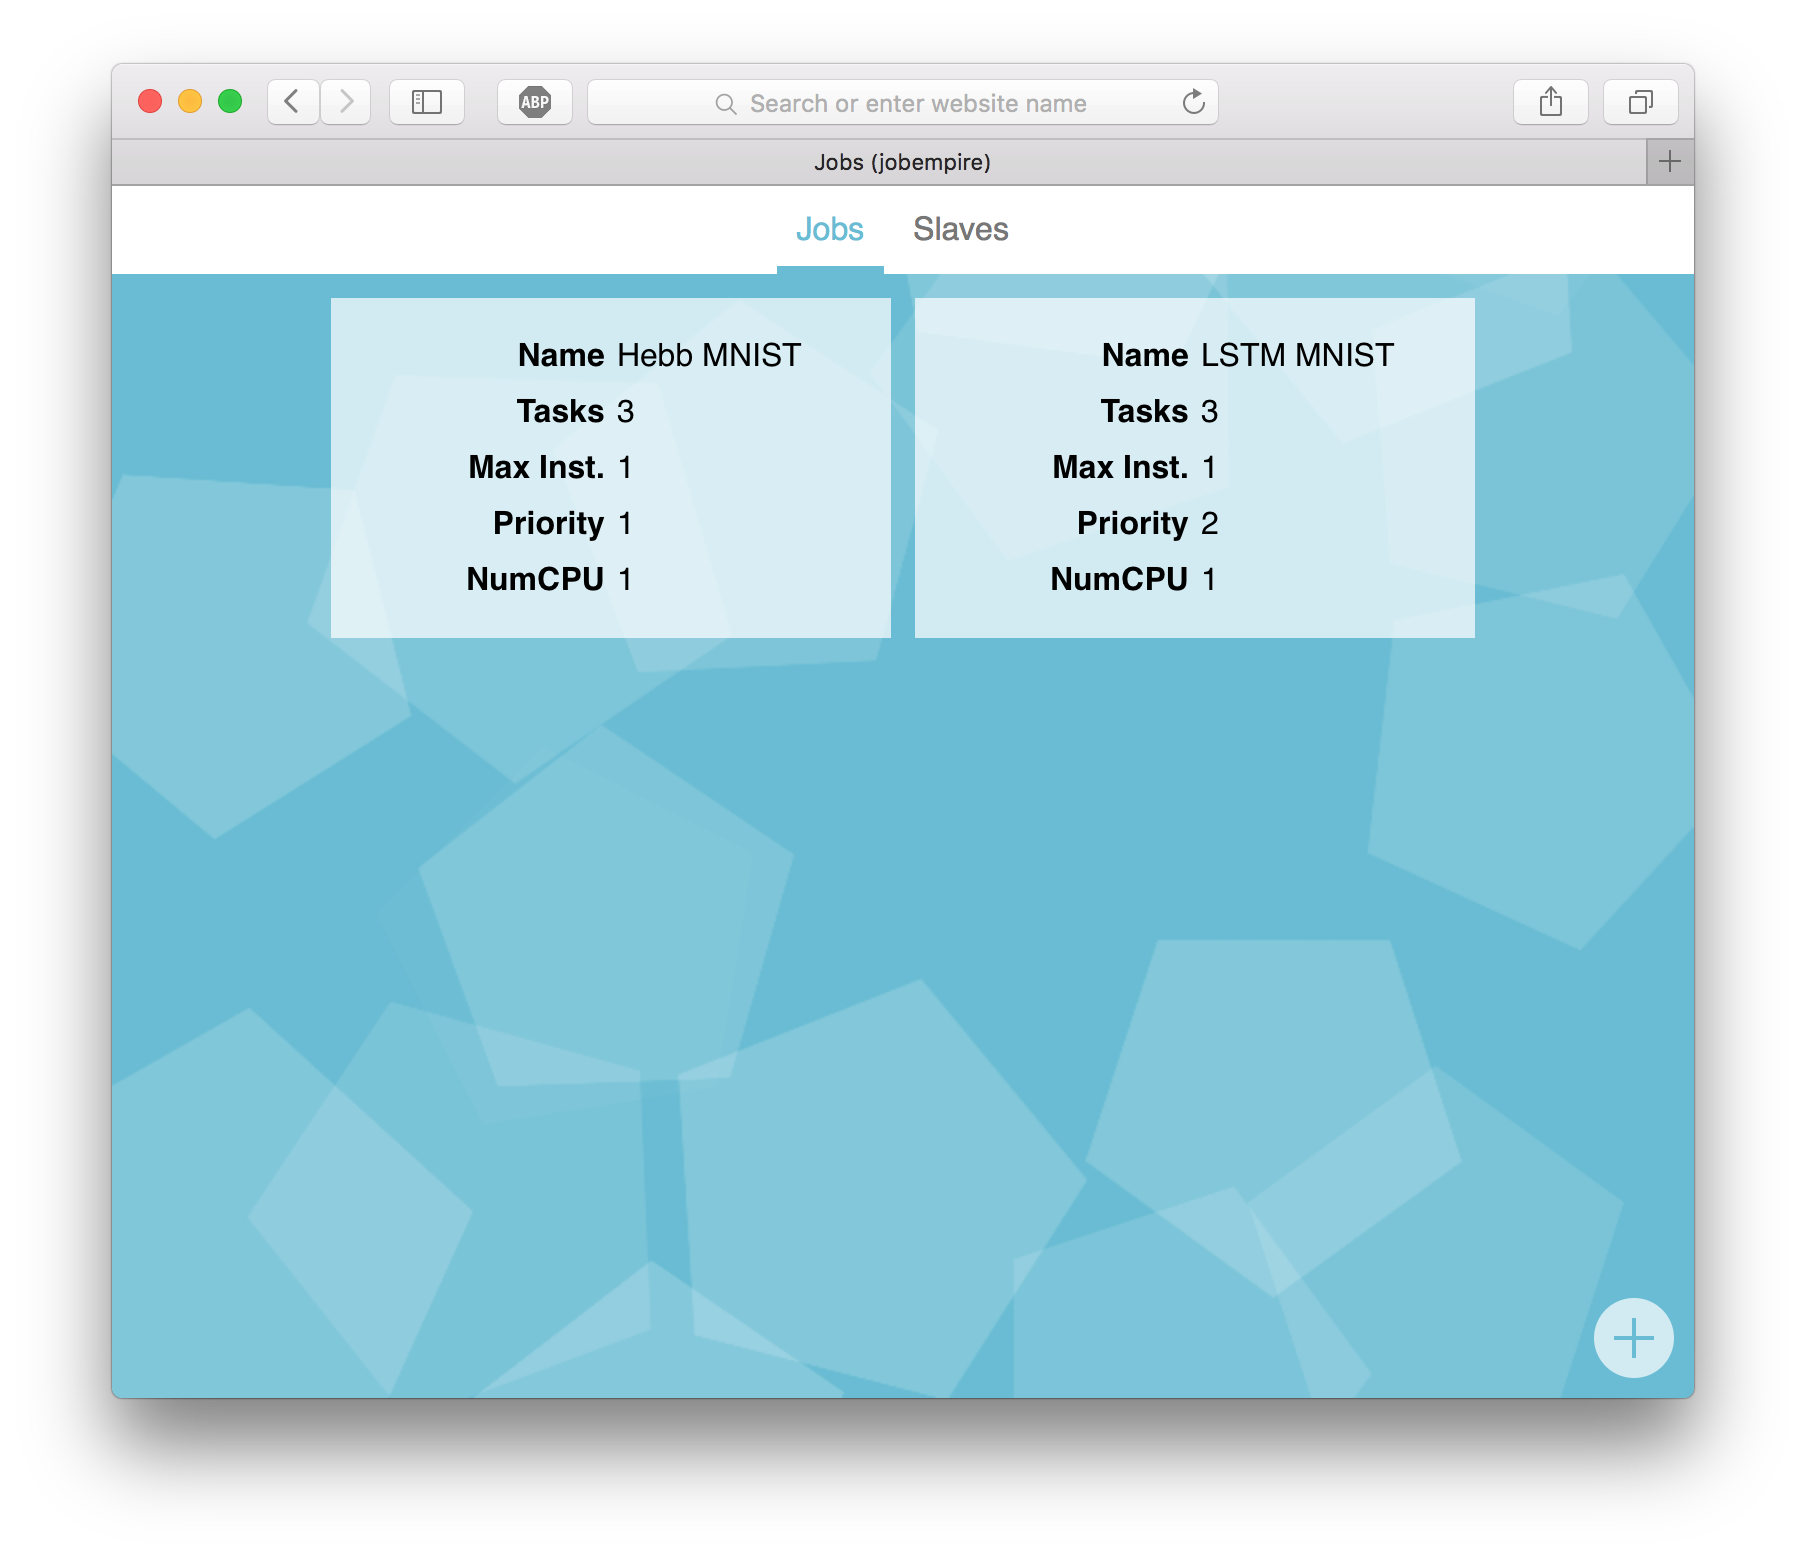 ABP
Search or enter website name
Jobs (jobempire)
Jobs Slaves
Name Hebb MNIST
Tasks 3
Max Inst. 1
Priority 1
NumCPU 1
Name LSTM MNIST
Tasks 3
Max Inst. 1
Priority 2
NumCPU 1